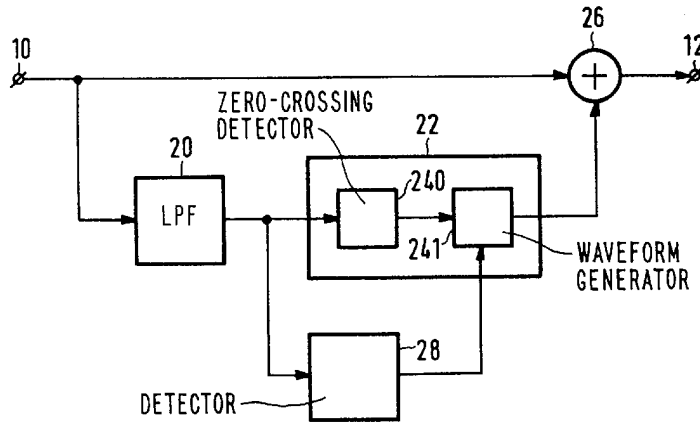 26
12
10
+
ZERO-CROSSING
DETECTOR
22
20
240
LPF
241
WAVEFORM
GENERATOR
28
DETECTOR